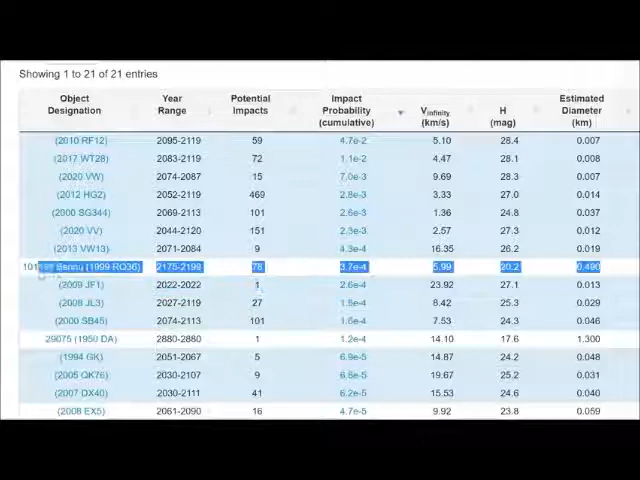 Showing 1 to 21 of 21 entries
Object Designation Year Range Potential Impacts Impact Probability (cumulative) Vinfinity (km/s) H (mag) Estimated Diameter (km)
(2010 RF12) 2095-2119 59 4.7e-2 5.10 28.4 0.007
(2017 WT28) 2083-2119 72 1.1e-2 4.47 28.1 0.008
(2020 VW) 2074-2087 15 7.0e-3 9.69 28.3 0.007
(2012 HG2) 2052-2119 469 2.8e-3 3.33 27.0 0.014
(2000 SG344) 2069-2113 101 2.6e-3 1.36 24.8 0.037
(2020 VV) 2044-2120 151 2.3e-3 2.57 27.3 0.012
(2013 VW13) 2071-2084 9 4.3e-4 16.35 26.2 0.019
Bennu (1999 RQ36) 2175-2199 78 3.7e-4 5.99 20.2 0.490
(2009 JF1) 2022-2022 1 2.6e-4 23.92 27.1 0.013
(2008 JL3) 2027-2107 27 8.42 25.3 0.029
(2000 SB45) 2074-2113 101 7.53 24.3 0.046
29075 (1950 DA) 2880-2880 1 1.2e-4 14.10 17.6 1.300
(1994 GK) 2051-2067 5 6.9e-5 14.87 24.2 0.048
(2005 QK76) 2030-2107 9 19.67 25.2 0.031
(2007 DX40) 2030-2111 41 6.2e-5 15.53 24.6 0.040
(2008 EX5) 2061-2090 16 4.7e-5 9.92 23.8 0.059